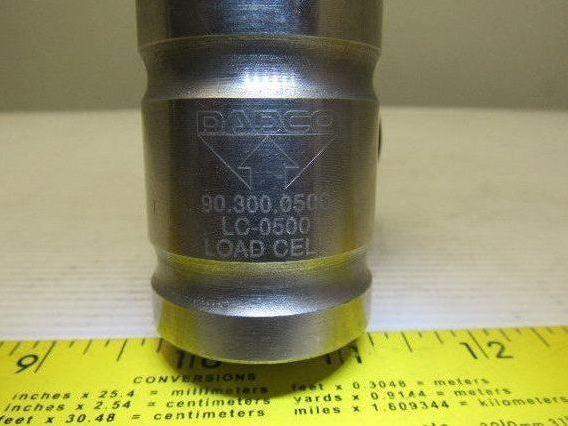 DADCO
90.300.0500
LC-0500
LOAD CELL
9 10 11 12
CONVERSIONS
inches x 25.4 = millimeters
feet x 0.3048 = meters
inches x 2.54 = centimeters
yards x 0.9144 = meters
feet x 30.48 = centimeters
miles x 1.609344 = kilometers